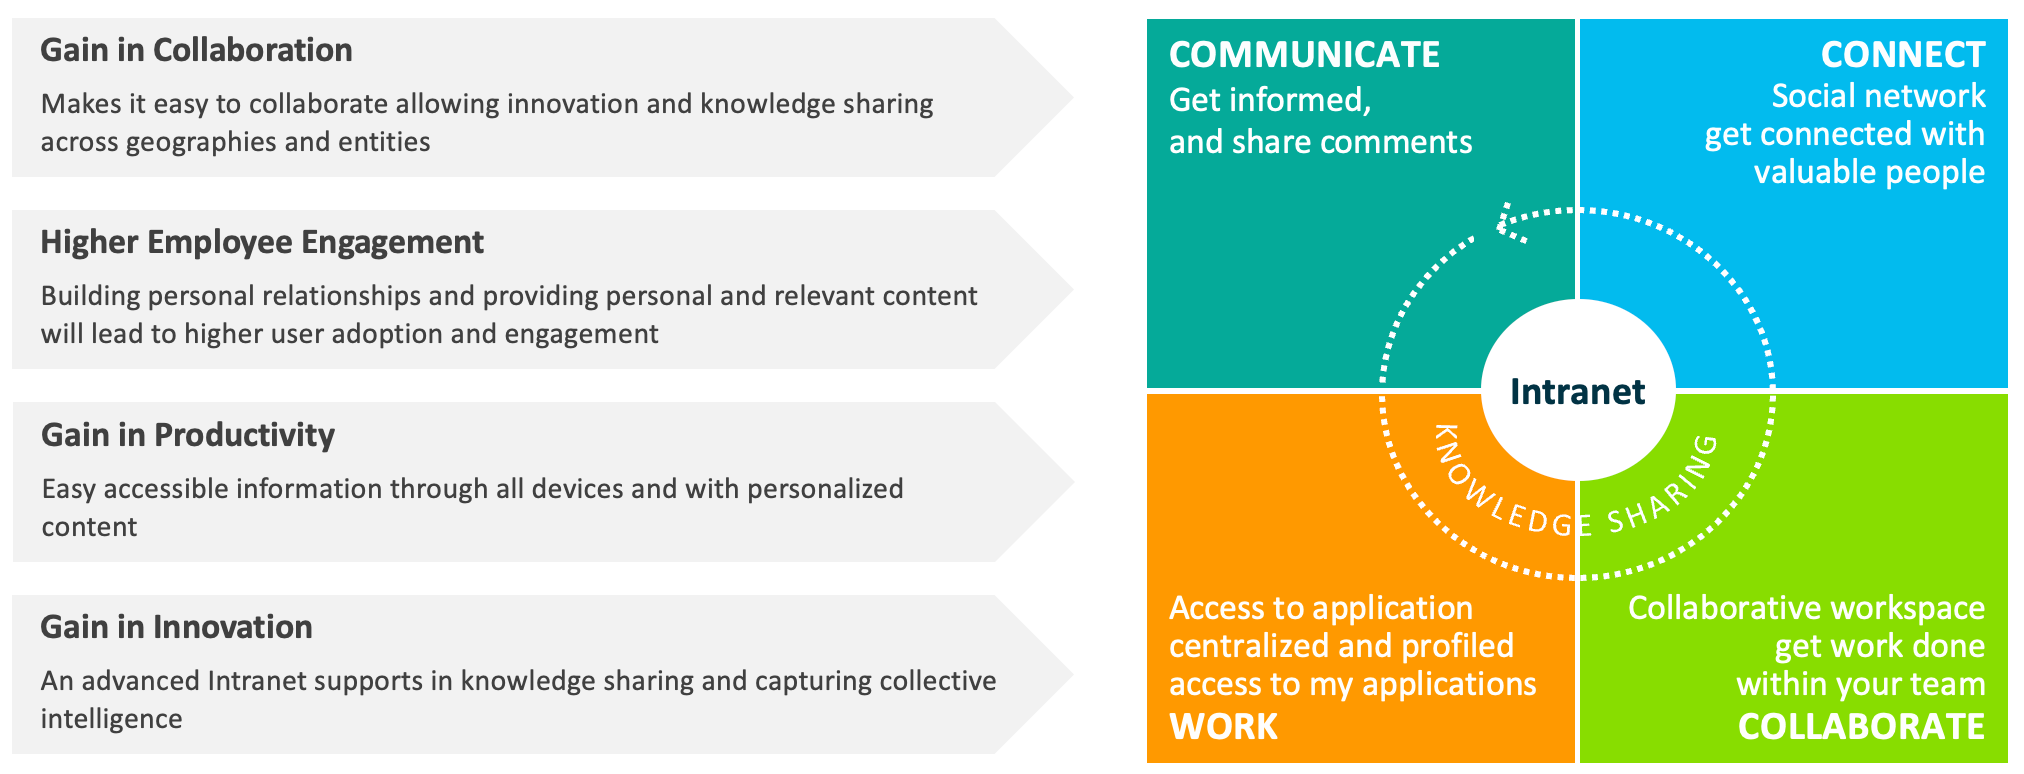 Gain in Collaboration
Makes it easy to collaborate allowing innovation and knowledge sharing
across geographies and entities
Higher Employee Engagement
Building personal relationships and providing personal and relevant content
will lead to higher user adoption and engagement
Gain in Productivity
Easy accessible information through all devices and with personalized
content
Gain in Innovation
An advanced Intranet supports in knowledge sharing and capturing collective
intelligence
COMMUNICATE
Get informed,
and share comments
CONNECT
Social network
get connected with
valuable people
Intranet
KNOWLEDGE SHARING
Access to application
centralized and profiled
access to my applications
WORK
Collaborative workspace
get work done
within your team
COLLABORATE